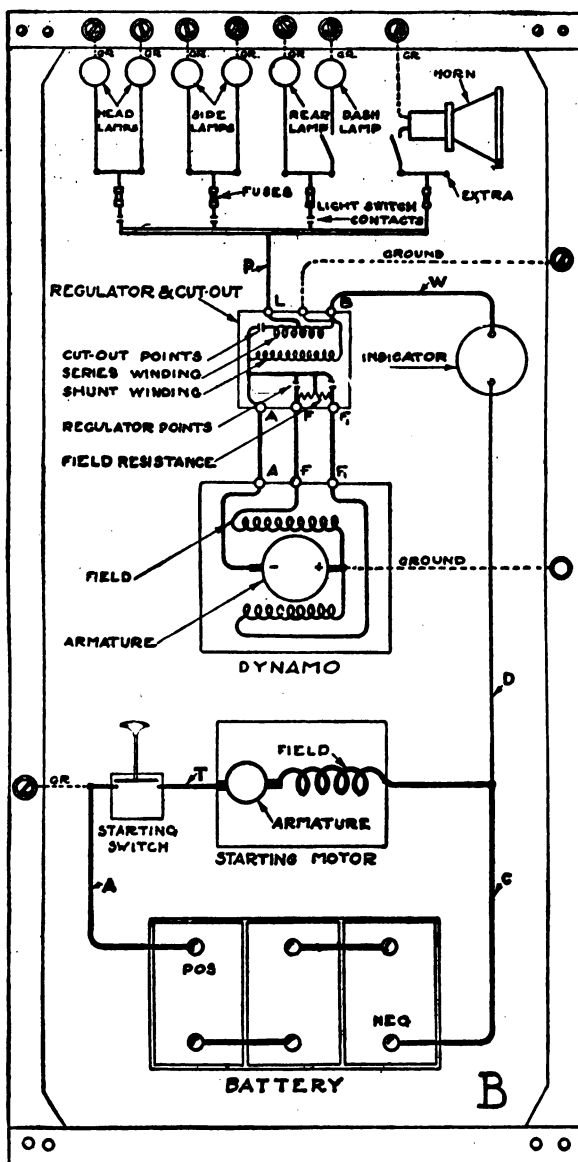 GR. GR. GR. GR. GR. GR. GR.
HORN
HEAD LAMPS
SIDE LAMPS
REAR LAMP
DASH LAMP
FUSES
LIGHT SWITCH CONTACTS
EXTRA
R
GROUND
REGULATOR & CUT-OUT
L
B
W
CUT-OUT POINTS
SERIES WINDING
SHUNT WINDING
INDICATOR
A F F1
REGULATOR POINTS
FIELD RESISTANCE
A F F1
FIELD
- +
GROUND
ARMATURE
DYNAMO
D
FIELD
GR.
T
ARMATURE
STARTING SWITCH
STARTING MOTOR
A
C
POS
NEG
BATTERY
B